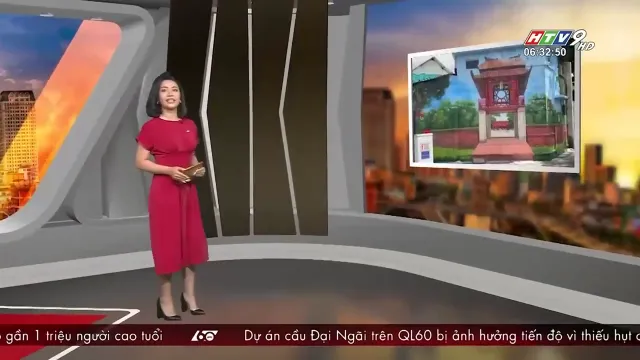 HTV9 HD
06:32:50
gần 1 triệu người cao tuổi
60
Dự án cầu Đại Ngãi trên QL60 bị ảnh hưởng tiến độ vì thiếu hụt